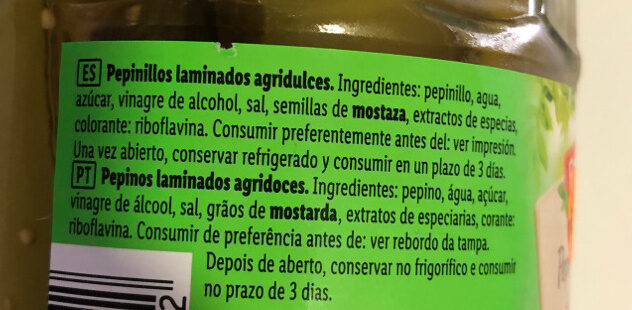 ES Pepinillos laminados agridulces. Ingredientes: pepinillo, agua,
azúcar, vinagre de alcohol, sal, semillas de mostaza, extractos de especias,
colorante: riboflavina. Consumir preferentemente antes del: ver impresión.
Una vez abierto, conservar refrigerado y consumir en un plazo de 3 días.
PT Pepinos laminados agridoces. Ingredientes: pepino, água, açúcar,
vinagre de álcool, sal, grãos de mostarda, extratos de especiarias, corante:
riboflavina. Consumir de preferência antes de: ver rebordo da tampa.
Depois de aberto, conservar no frigorífico e consumir
no prazo de 3 dias.
2